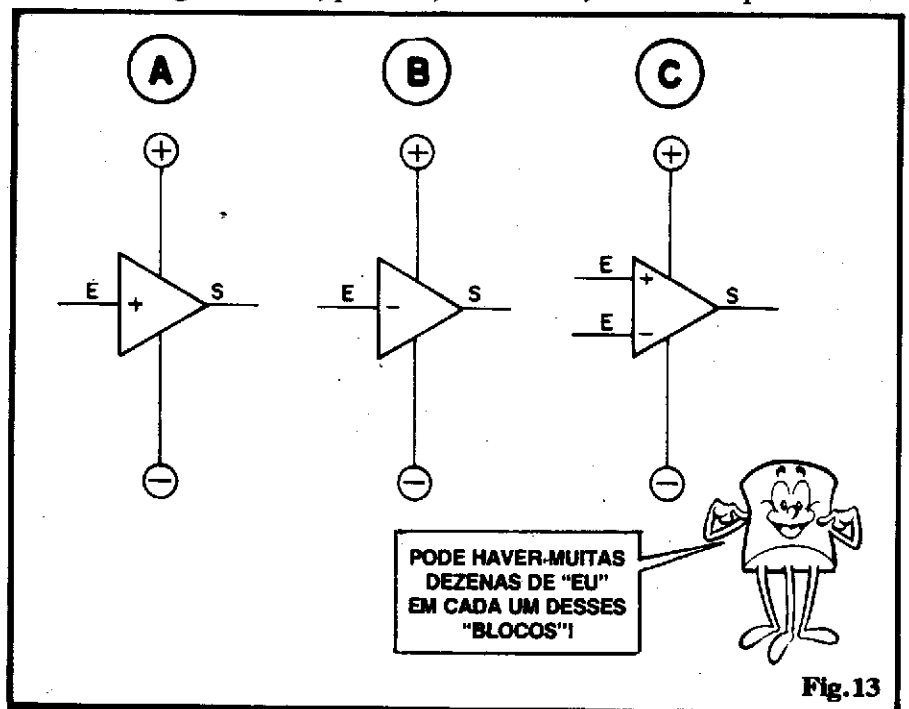 A B C
+ + +
E + S
E - S
E + S
E -
- - -
PODE HAVER-MUITAS
DEZENAS DE "EU"
EM CADA UM DESSES
"BLOCOS"!
Fig.13